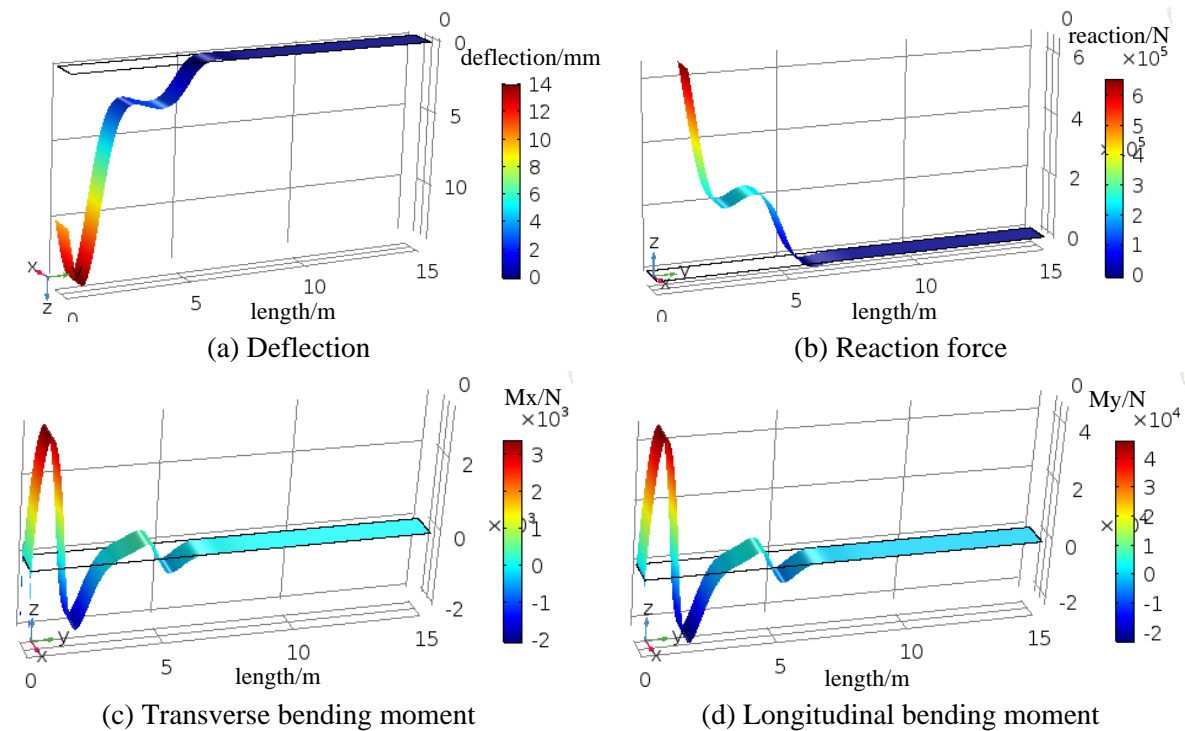 0
0
deflection/mm
14
12
10
8
6
4
2
0
5
10
x
y
z
0
5
10
15
length/m
(a) Deflection
0
reaction/N
×10⁵
6
5
4
3
2
1
0
6
4
2
0
z
y
x
0
5
10
15
length/m
(b) Reaction force
0
Mx/N
×10³
3
2
1
0
-1
-2
2
0
-2
z
y
x
0
5
10
15
length/m
(c) Transverse bending moment
0
My/N
×10⁴
4
3
2
1
0
-1
-2
4
2
0
-2
z
y
x
0
5
10
15
length/m
(d) Longitudinal bending moment